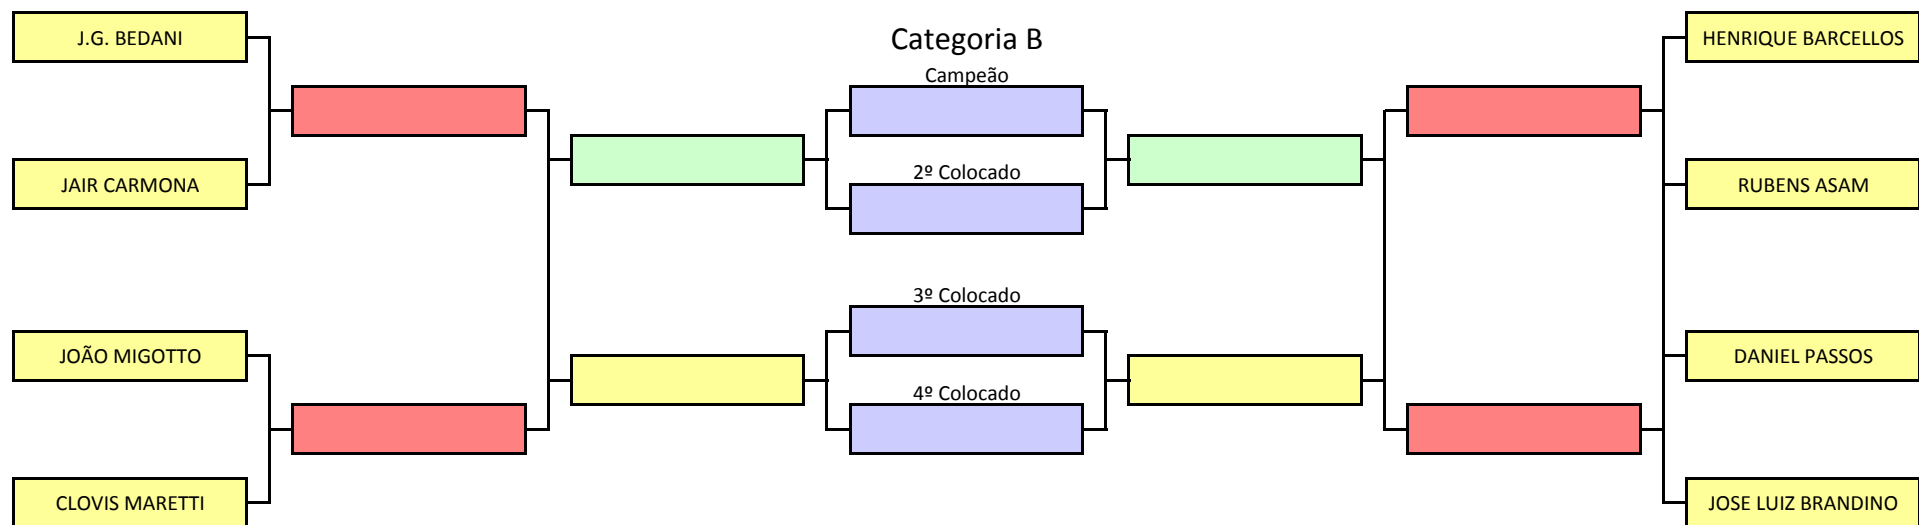 J.G. BEDANI
Categoria B
HENRIQUE BARCELLOS
Campeão
JAIR CARMONA
2º Colocado
RUBENS ASAM
3º Colocado
JOÃO MIGOTTO
DANIEL PASSOS
4º Colocado
CLOVIS MARETTI
JOSE LUIZ BRANDINO